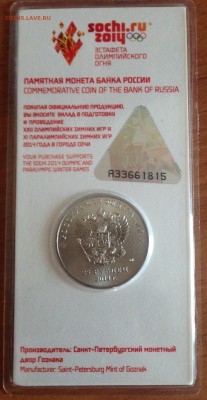 sochi.ru
2014
ЭСТАФЕТА
ОЛИМПИЙСКОГО
ОГНЯ
ПАМЯТНАЯ МОНЕТА БАНКА РОССИИ
COMMEMORATIVE COIN OF THE BANK OF RUSSIA
ПОКУПАЯ ОФИЦИАЛЬНУЮ ПРОДУКЦИЮ,
ВЫ ВНОСИТЕ ВКЛАД В ПОДГОТОВКУ
И ПРОВЕДЕНИЕ
XXII ОЛИМПИЙСКИХ ЗИМНИХ ИГР И
XI ПАРАЛИМПИЙСКИХ ЗИМНИХ ИГР
2014 ГОДА В ГОРОДЕ СОЧИ
YOUR PURCHASE SUPPORTS
THE SOCHI 2014 OLYMPIC AND
PARALYMPIC WINTER GAMES
А33661815
Производитель: Санкт-Петербургский монетный
двор Гознака
Manufacturer: Saint-Petersburg Mint of Goznak